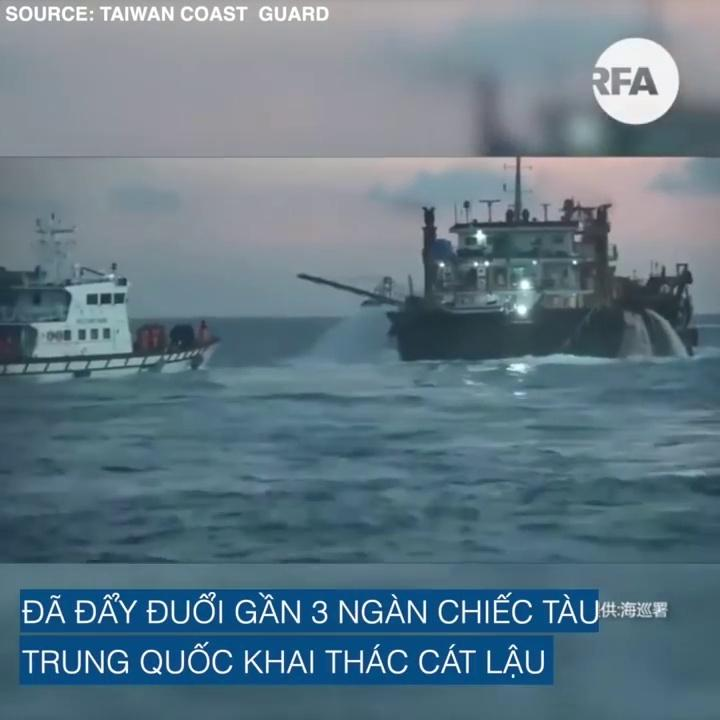 SOURCE: TAIWAN COAST GUARD
RFA
ĐÃ ĐẨY ĐUỔI GẦN 3 NGÀN CHIẾC TÀU
供:海巡署
TRUNG QUỐC KHAI THÁC CÁT LẬU